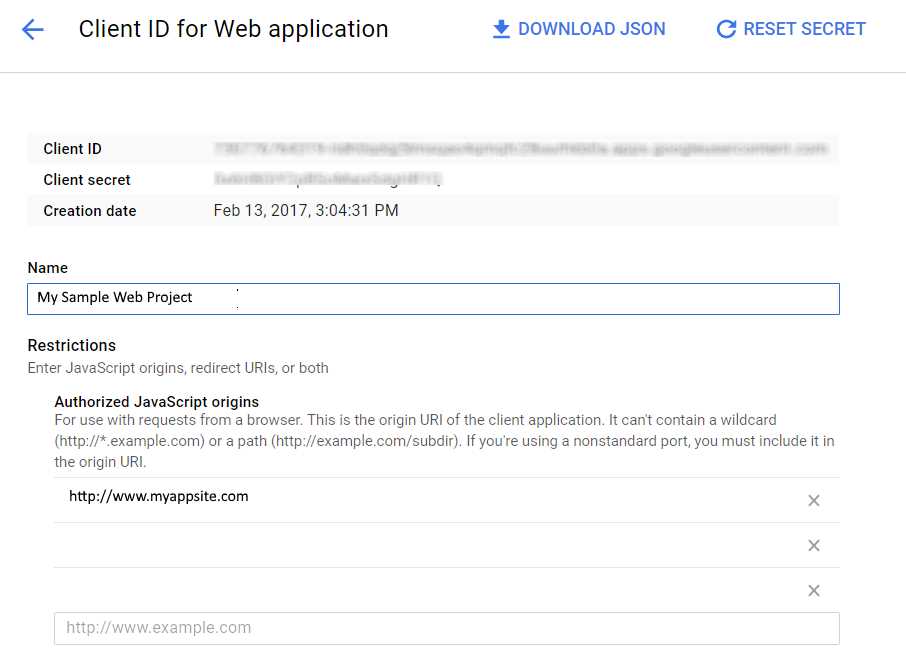 Client ID for Web application
DOWNLOAD JSON
RESET SECRET
Client ID
Client secret
Creation date Feb 13, 2017, 3:04:31 PM
Name
My Sample Web Project
Restrictions
Enter JavaScript origins, redirect URIs, or both
Authorized JavaScript origins
For use with requests from a browser. This is the origin URI of the client application. It can't contain a wildcard
(http://*.example.com) or a path (http://example.com/subdir). If you're using a nonstandard port, you must include it in
the origin URI.
http://www.myappsite.com
http://www.example.com